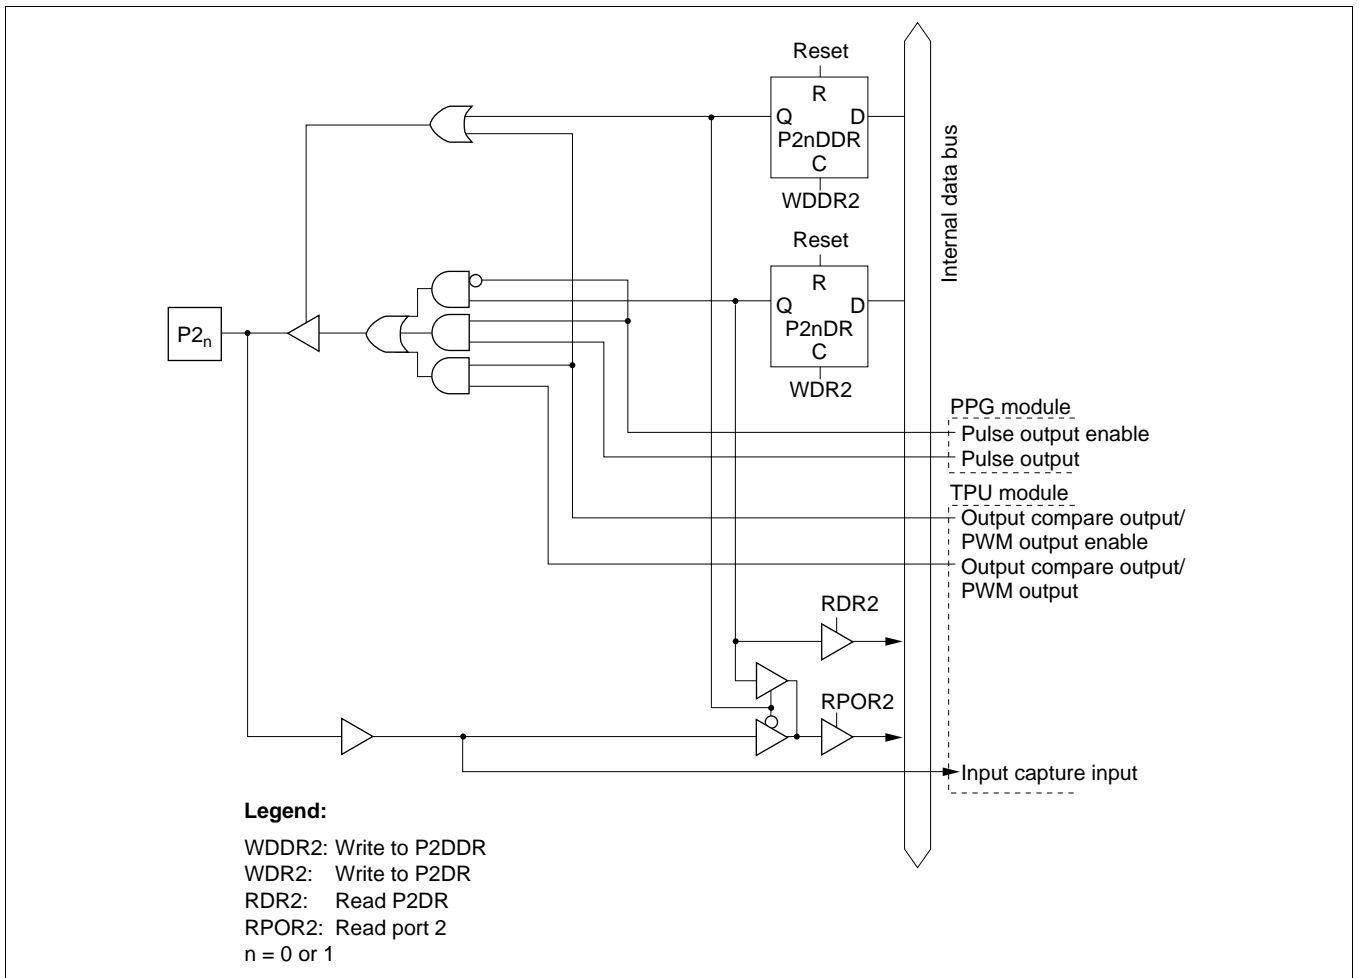 Reset
R
Q D
P2nDDR
C
WDDR2
Reset
R
Q D
P2nDR
C
WDR2
Internal data bus
P2n
PPG module
Pulse output enable
Pulse output
TPU module
Output compare output/
PWM output enable
Output compare output/
PWM output
RDR2
RPOR2
Input capture input
Legend:
WDDR2: Write to P2DDR
WDR2: Write to P2DR
RDR2: Read P2DR
RPOR2: Read port 2
n = 0 or 1